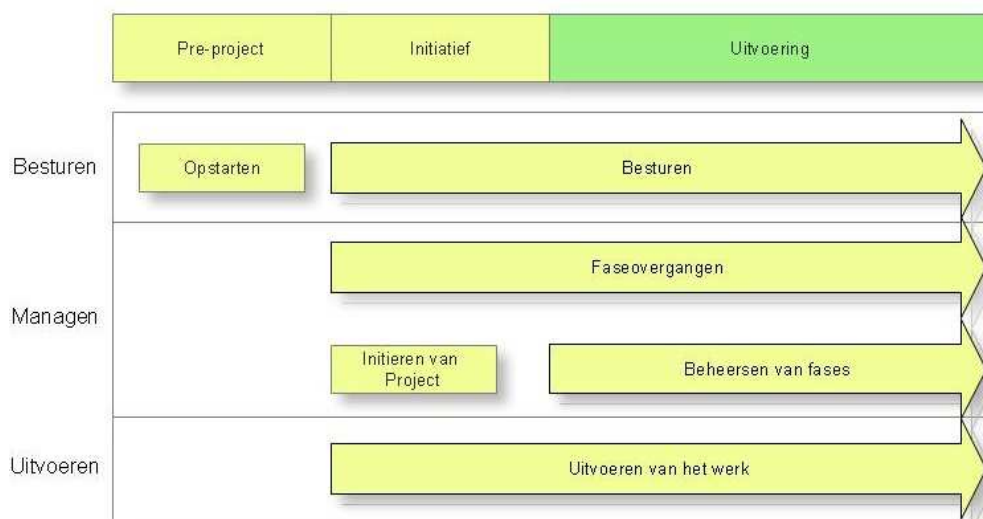 Pre-project
Initiatief
Uitvoering
Besturen
Opstarten
Besturen
Faseovergangen
Managen
Initieren van
Project
Beheersen van fases
Uitvoeren
Uitvoeren van het werk